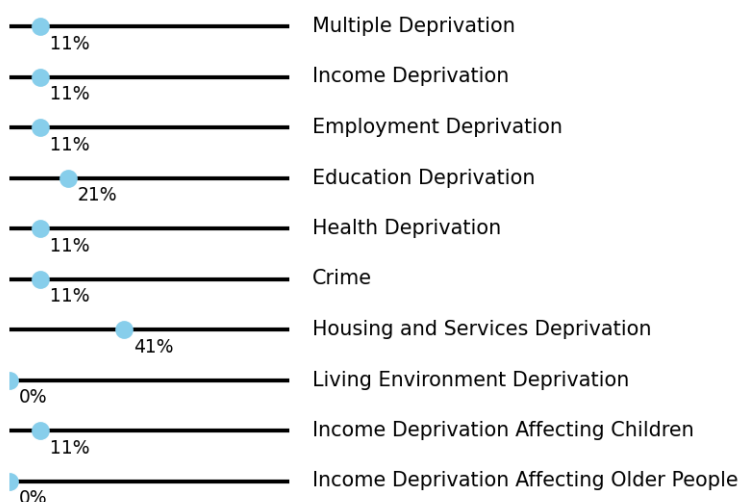 Multiple Deprivation
11%
Income Deprivation
11%
Employment Deprivation
11%
Education Deprivation
21%
Health Deprivation
11%
Crime
11%
Housing and Services Deprivation
41%
Living Environment Deprivation
0%
Income Deprivation Affecting Children
11%
Income Deprivation Affecting Older People
0%